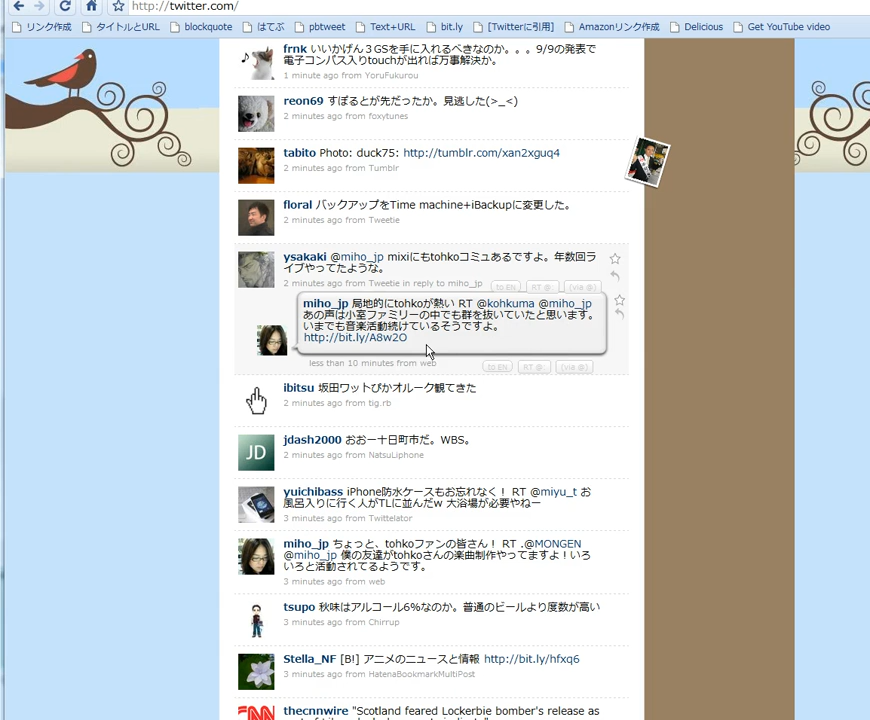 http://twitter.com/
リンク作成 タイトルとURL blockquote はてぶ pbtweet Text+URL bit.ly [Twitterに引用] Amazonリンク作成 Delicious Get YouTube video
frnk いいかげん３GSを手に入れるべきなのか。。。9/9の発表で
電子コンパス入りtouchが出れば万事解決か。
1 minute ago from YoruFukurou
reon69 すぽるとが先だったか。見逃した(>_<)
2 minutes ago from foxytunes
tabito Photo: duck75: http://tumblr.com/xan2xguq4
2 minutes ago from Tumblr
floral バックアップをTime machine+iBackupに変更した。
2 minutes ago from Tweetie
ysakaki @miho_jp mixiにもtohkoコミュあるですよ。年数回ラ
イブやってたような。
2 minutes ago from Tweetie in reply to miho_jp to:EN RT @: (via @)
miho_jp 局地的にtohkoが熱い RT @kohkuma @miho_jp
あの声は小室ファミリーの中でも群を抜いていたと思います。
いまでも音楽活動続けているそうですよ。
http://bit.ly/A8w2O
less than 10 minutes from web to:EN RT @: (via @)
ibitsu 坂田ワットぴかオルーク観てきた
2 minutes ago from tig.rb
JD
jdash2000 おおー十日町市だ。WBS。
2 minutes ago from NatsuLiphone
yuichibass iPhone防水ケースもお忘れなく！ RT @miyu_t お
風呂入りに行く人がTLに並んだw 大浴場が必要やねー
3 minutes ago from Twittelator
miho_jp ちょっと、tohkoファンの皆さん！ RT .@MONGEN
@miho_jp 僕の友達がtohkoさんの楽曲制作やってますよ！いろ
いろと活動されてるようです。
3 minutes ago from web
tsupo 秋味はアルコール6%なのか。普通のビールより度数が高い
3 minutes ago from Chirrup
Stella_NF [B!] アニメのニュースと情報 http://bit.ly/hfxq6
3 minutes ago from HatenaBookmarkMultiPost
thecnnwire "Scotland feared Lockerbie bomber's release as